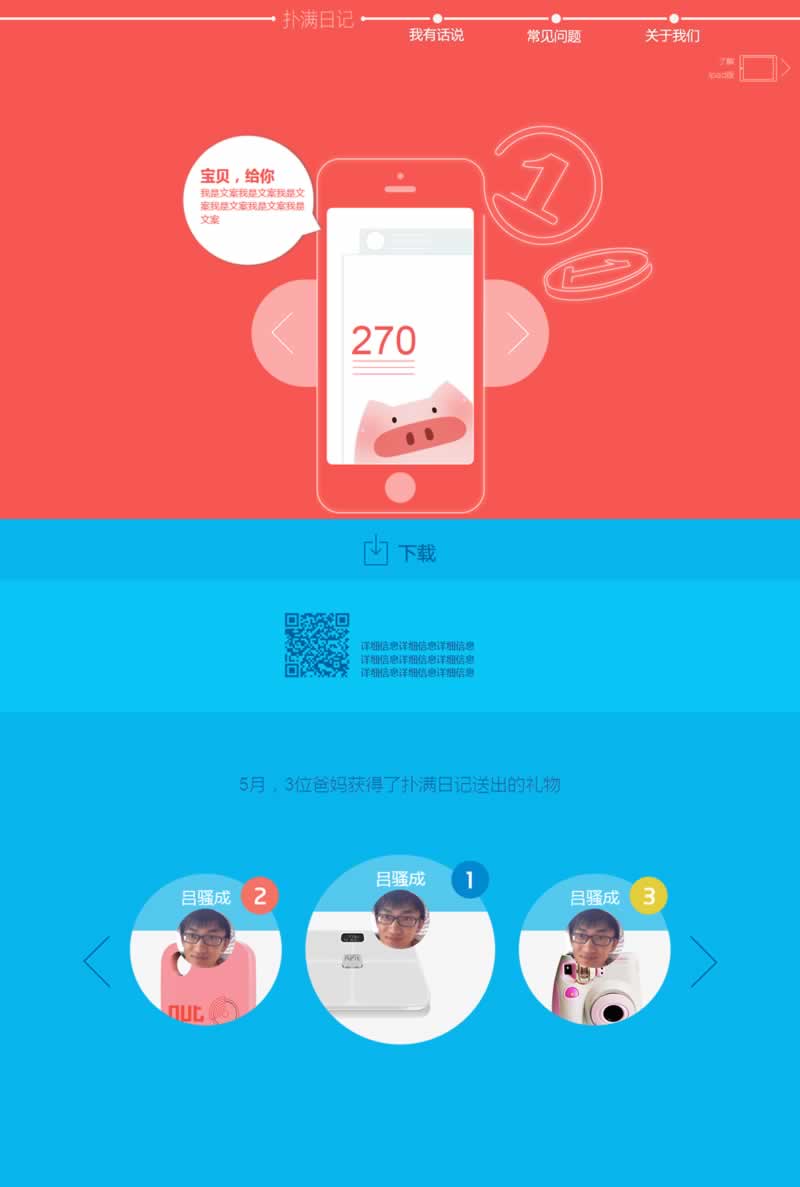 扑满日记
我有话说
常见问题
关于我们
了解
ipad版
宝贝，给你
我是文案我是文案我是文
案我是文案我是文案我是
文案
1
1
270
下载
详细信息详细信息详细信息
详细信息详细信息详细信息
详细信息详细信息详细信息
5月，3位爸妈获得了扑满日记送出的礼物
吕骚成
2
吕骚成
1
吕骚成
3